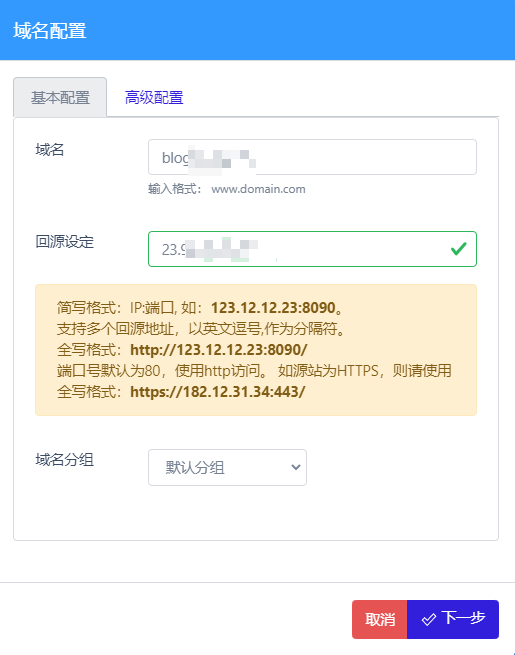 域名配置
基本配置
高级配置
域名
blog
输入格式： www.domain.com
回源设定
23.9
简写格式：IP:端口, 如：123.12.12.23:8090。
支持多个回源地址，以英文逗号,作为分隔符。
全写格式：http://123.12.12.23:8090/
端口号默认为80，使用http访问。 如源站为HTTPS，则请使用
全写格式：https://182.12.31.34:443/
域名分组
默认分组
取消
下一步